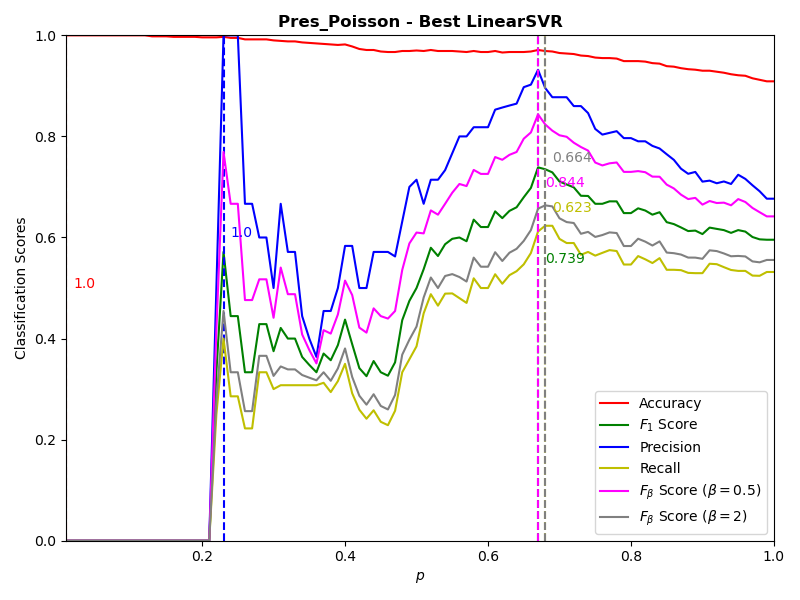 Pres_Poisson - Best LinearSVR
Classification Scores
1.0
0.8
0.6
0.4
0.2
0.0
0.664
0.844
0.623
1.0
0.739
1.0
Accuracy
F₁ Score
Precision
Recall
Fᵦ Score (β = 0.5)
Fᵦ Score (β = 2)
0.2
0.4
0.6
0.8
1.0
p